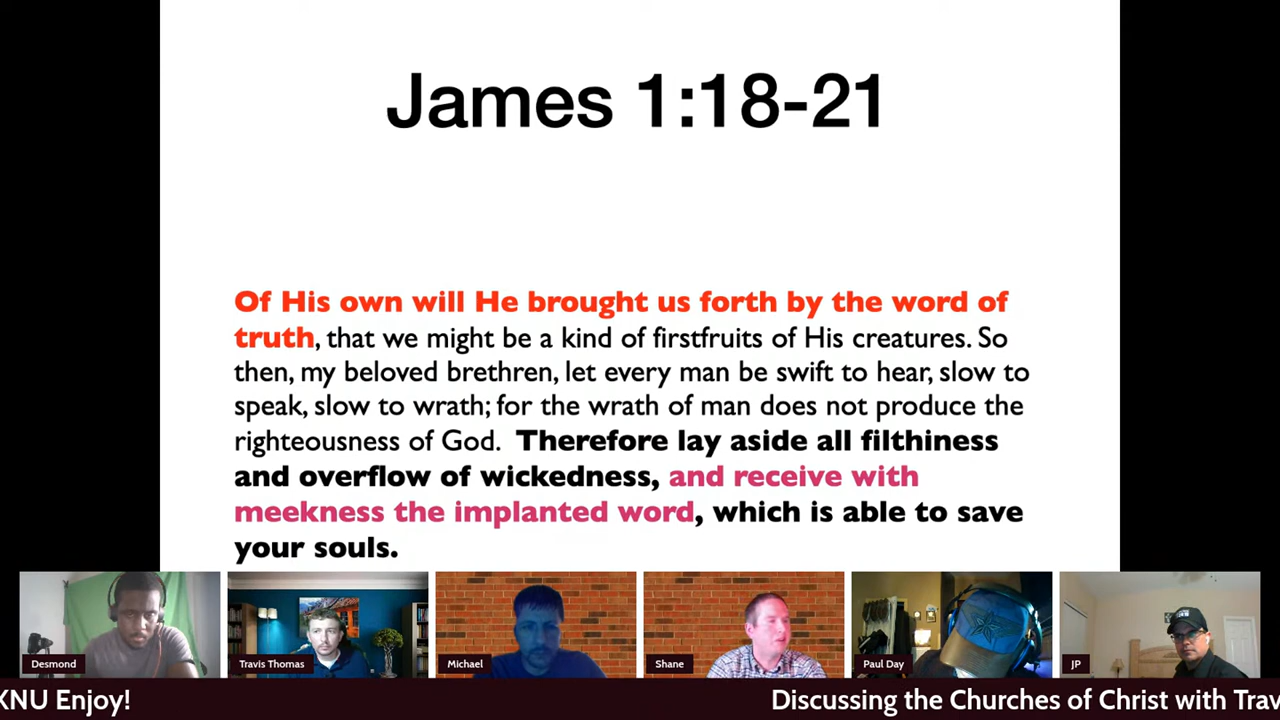 James 1:18-21
Of His own will He brought us forth by the word of
truth, that we might be a kind of firstfruits of His creatures. So
then, my beloved brethren, let every man be swift to hear, slow to
speak, slow to wrath; for the wrath of man does not produce the
righteousness of God. Therefore lay aside all filthiness
and overflow of wickedness, and receive with
meekness the implanted word, which is able to save
your souls.
Desmond
Travis Thomas
Michael
Shane
Paul Day
JP
KNU Enjoy!
Discussing the Churches of Christ with Trav